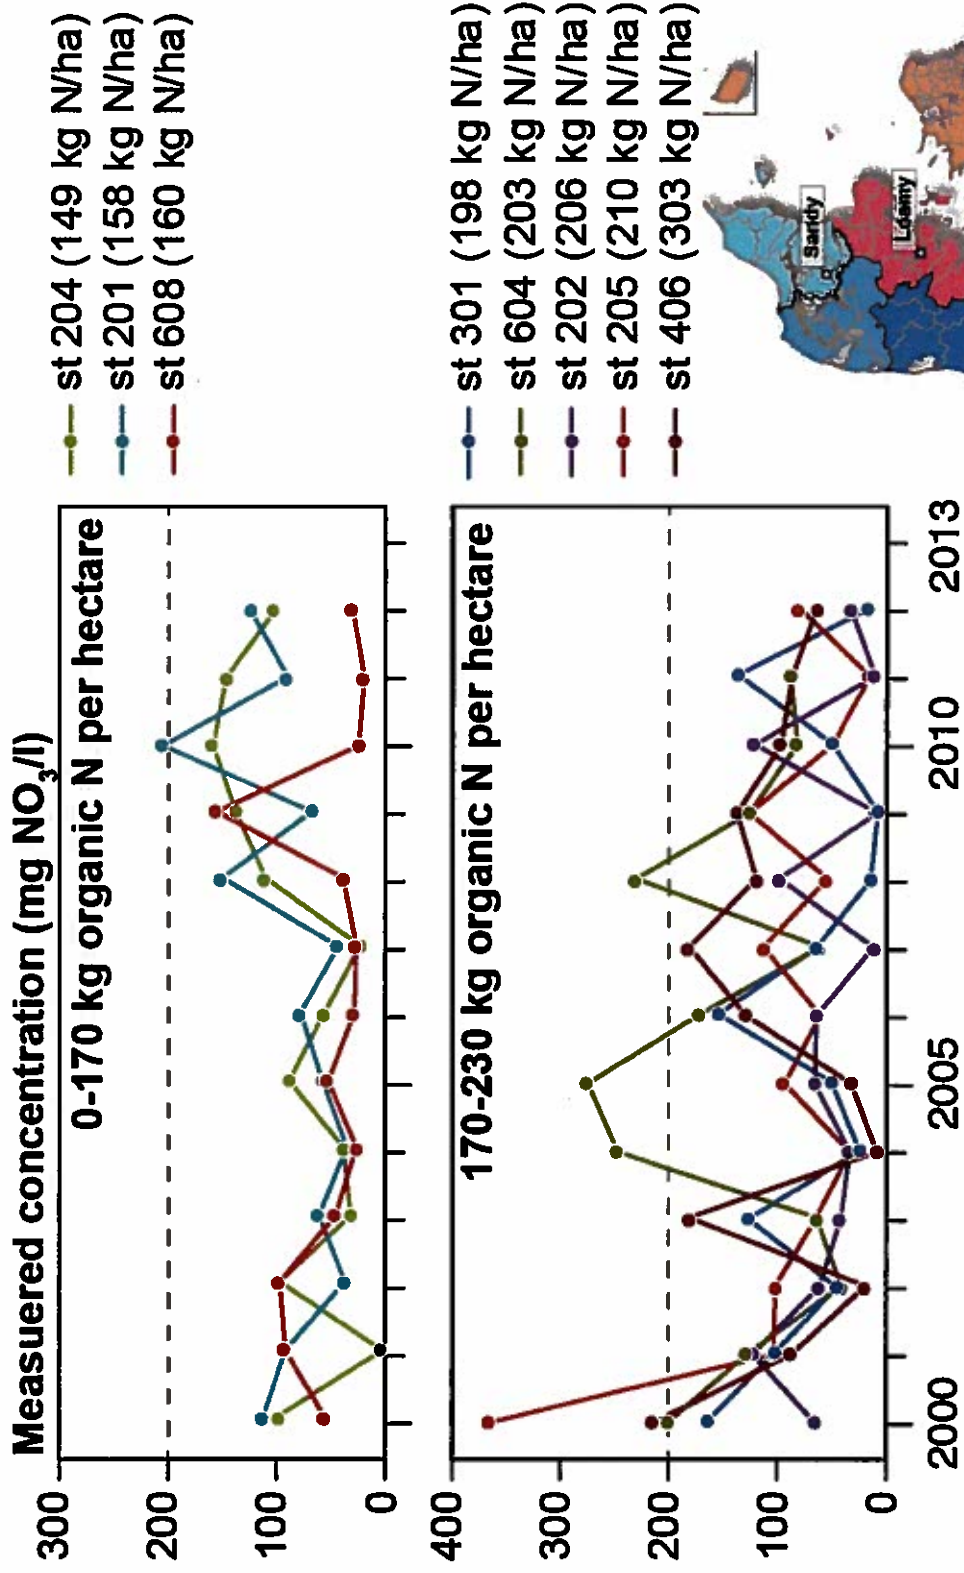 Measuered concentration (mg NO3/l)
300
200
100
0
0-170 kg organic N per hectare
st 204 (149 kg N/ha)
st 201 (158 kg N/ha)
st 608 (160 kg N/ha)
400
300
200
100
0
170-230 kg organic N per hectare
2000
2005
2010
2013
st 301 (198 kg N/ha)
st 604 (203 kg N/ha)
st 202 (206 kg N/ha)
st 205 (210 kg N/ha)
st 406 (303 kg N/ha)
Sandy
Loamy